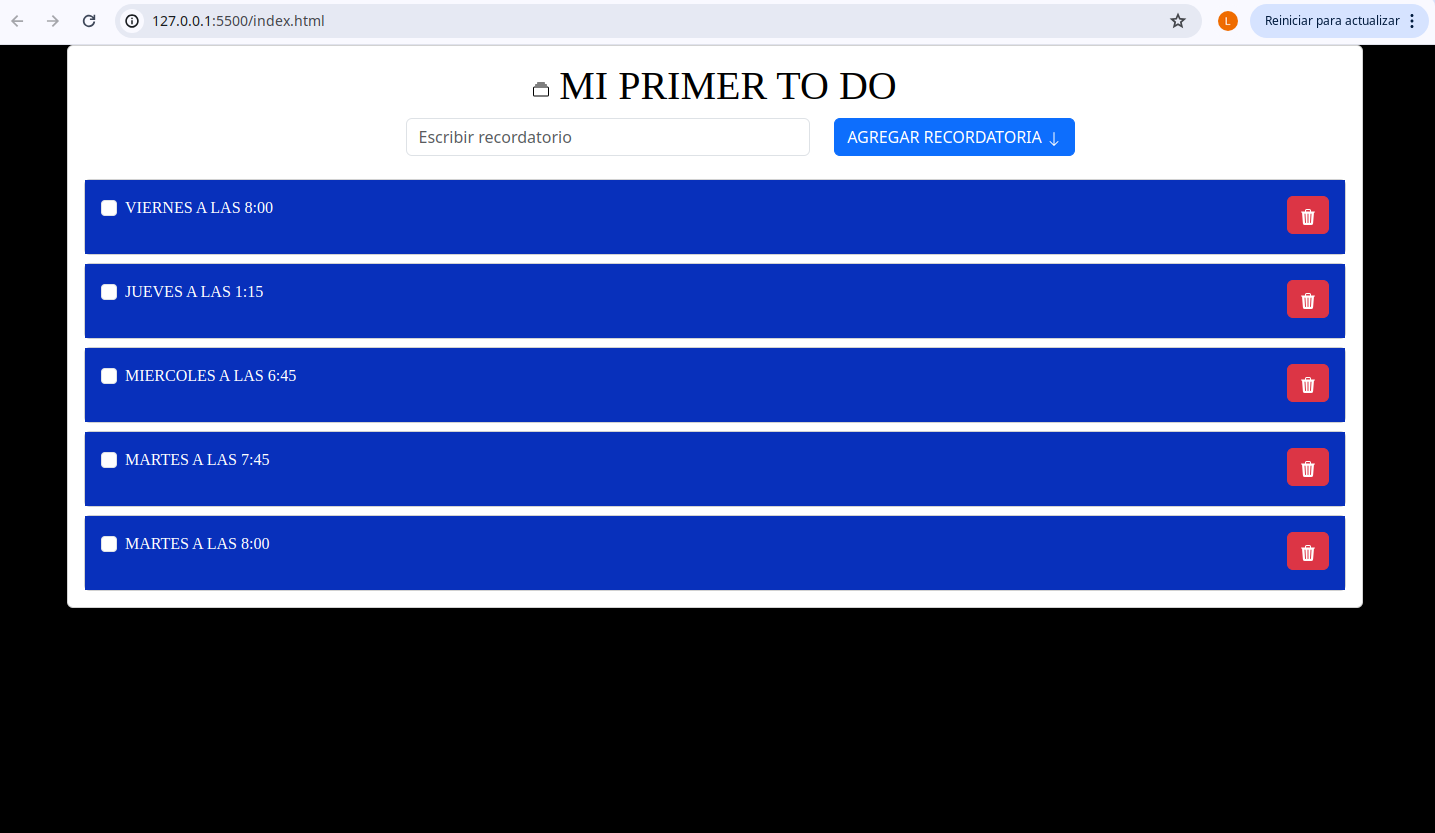 127.0.0.1:5500/index.html
L
Reiniciar para actualizar
MI PRIMER TO DO
Escribir recordatorio
AGREGAR RECORDATORIA ↓
VIERNES A LAS 8:00
JUEVES A LAS 1:15
MIERCOLES A LAS 6:45
MARTES A LAS 7:45
MARTES A LAS 8:00